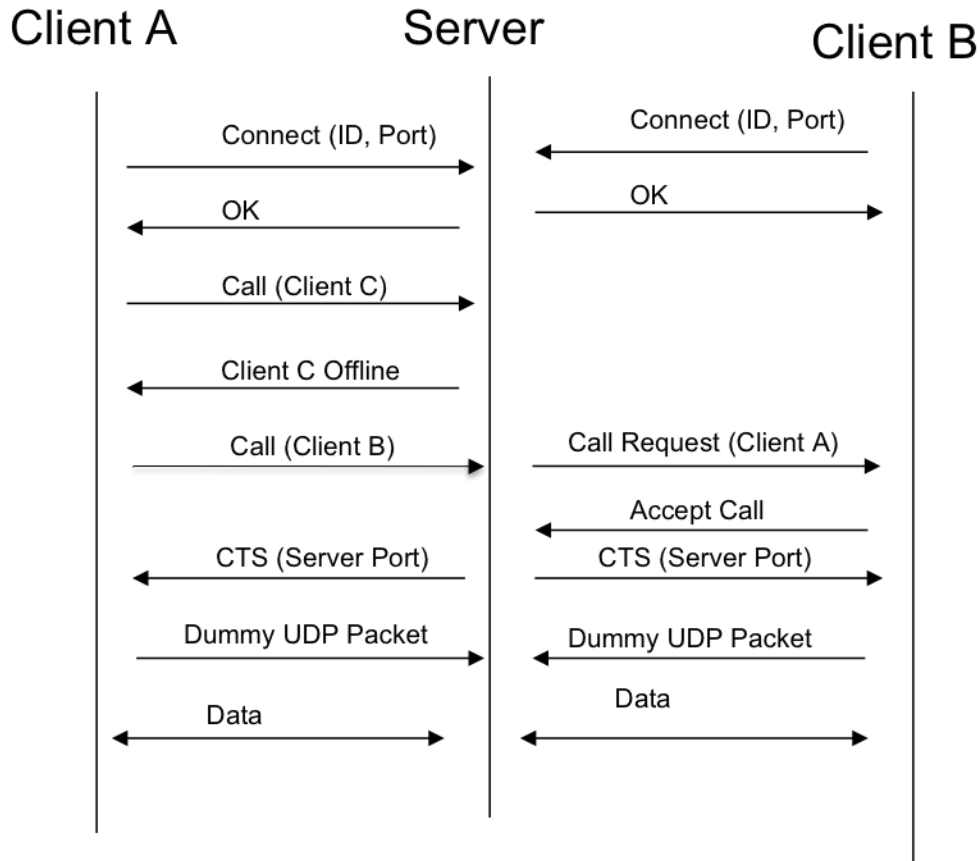 Client A
Server
Client B
Connect (ID, Port)
Connect (ID, Port)
OK
OK
Call (Client C)
Client C Offline
Call (Client B)
Call Request (Client A)
Accept Call
CTS (Server Port)
CTS (Server Port)
Dummy UDP Packet
Dummy UDP Packet
Data
Data